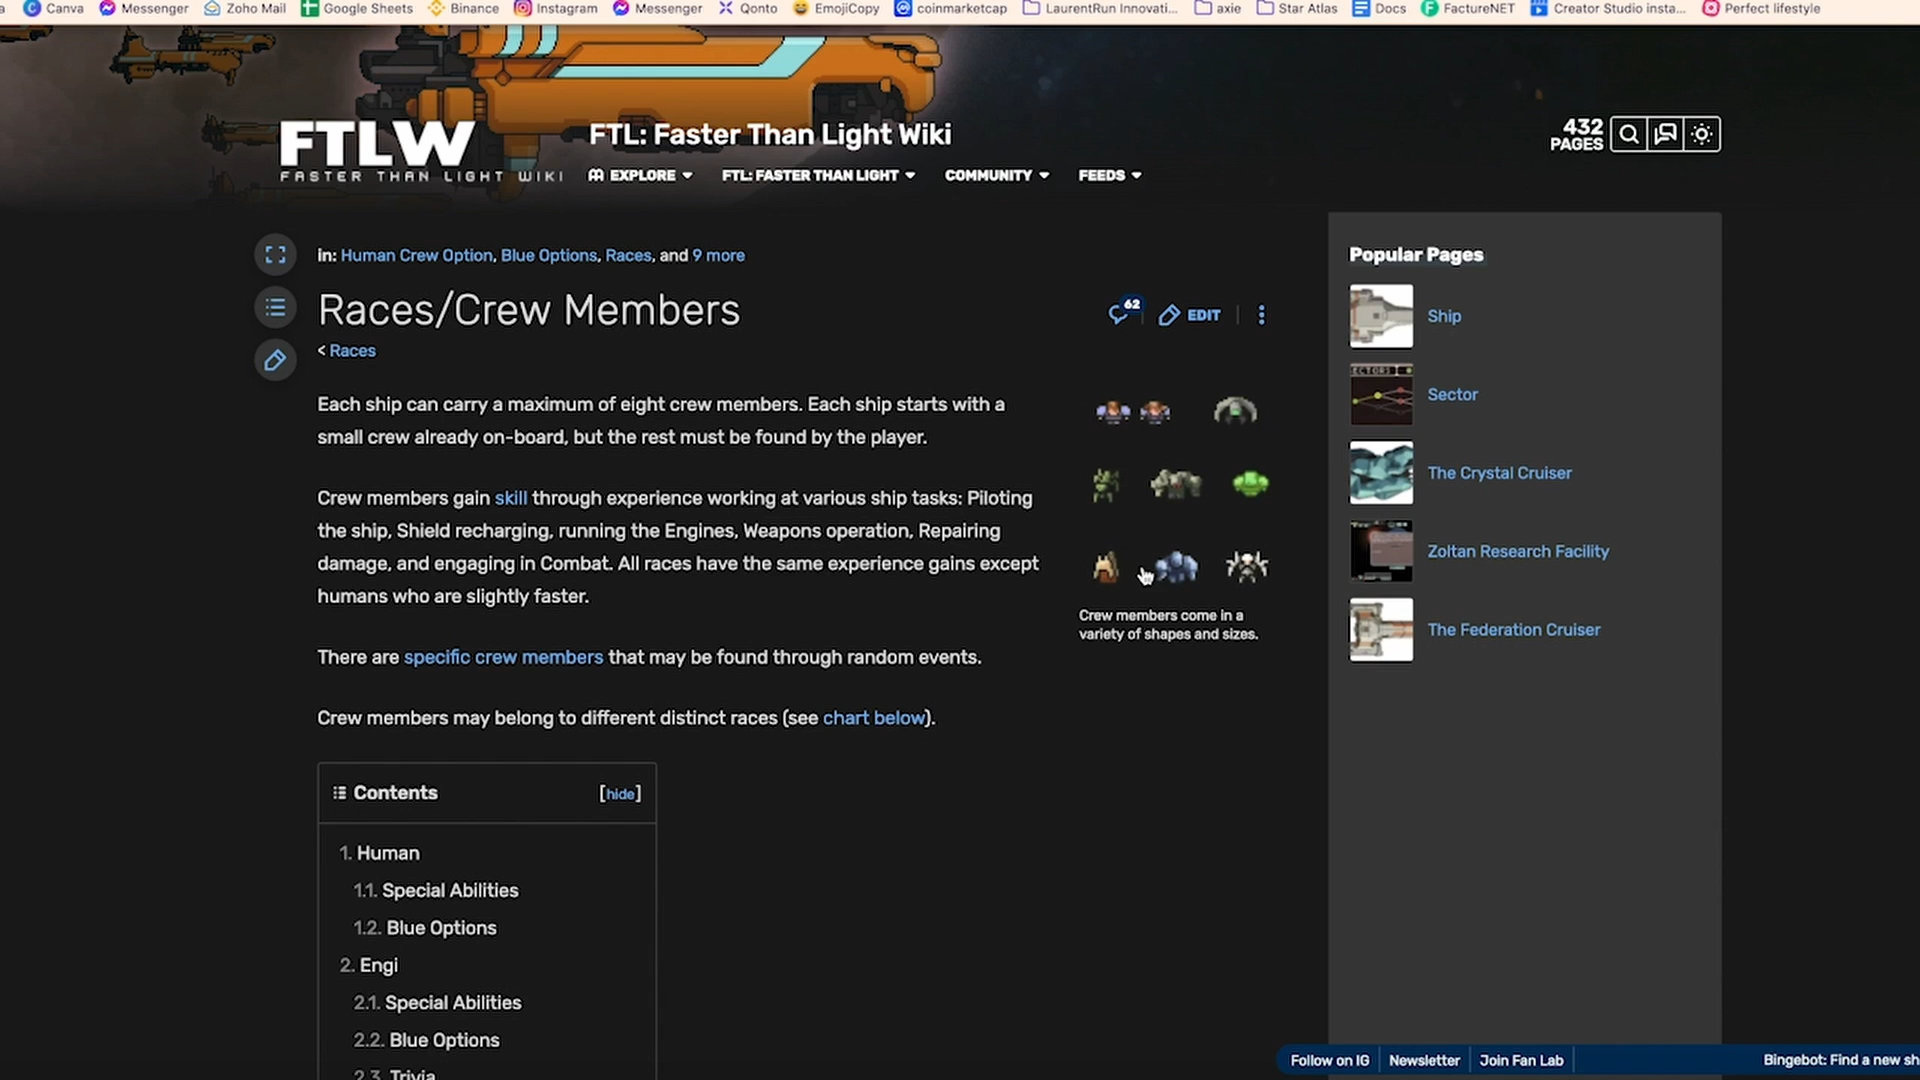 Canva Messenger Zoho Mail Google Sheets Binance Instagram Messenger Qonto EmojiCopy coinmarketcap LaurentRun Innovati... axie Star Atlas Docs FactureNET Creator Studio insta... Perfect lifestyle
FTLW
FASTER THAN LIGHT WIKI
FTL: Faster Than Light Wiki
EXPLORE FTL: FASTER THAN LIGHT COMMUNITY FEEDS
432
PAGES
in: Human Crew Option, Blue Options, Races, and 9 more
Races/Crew Members
62
EDIT
< Races
Each ship can carry a maximum of eight crew members. Each ship starts with a
small crew already on-board, but the rest must be found by the player.
Crew members gain skill through experience working at various ship tasks: Piloting
the ship, Shield recharging, running the Engines, Weapons operation, Repairing
damage, and engaging in Combat. All races have the same experience gains except
humans who are slightly faster.
There are specific crew members that may be found through random events.
Crew members may belong to different distinct races (see chart below).
Crew members come in a
variety of shapes and sizes.
Contents [hide]
1. Human
1.1. Special Abilities
1.2. Blue Options
2. Engi
2.1. Special Abilities
2.2. Blue Options
2.3. Trivia
Popular Pages
Ship
Sector
The Crystal Cruiser
Zoltan Research Facility
The Federation Cruiser
Follow on IG Newsletter Join Fan Lab Bingebot: Find a new sh